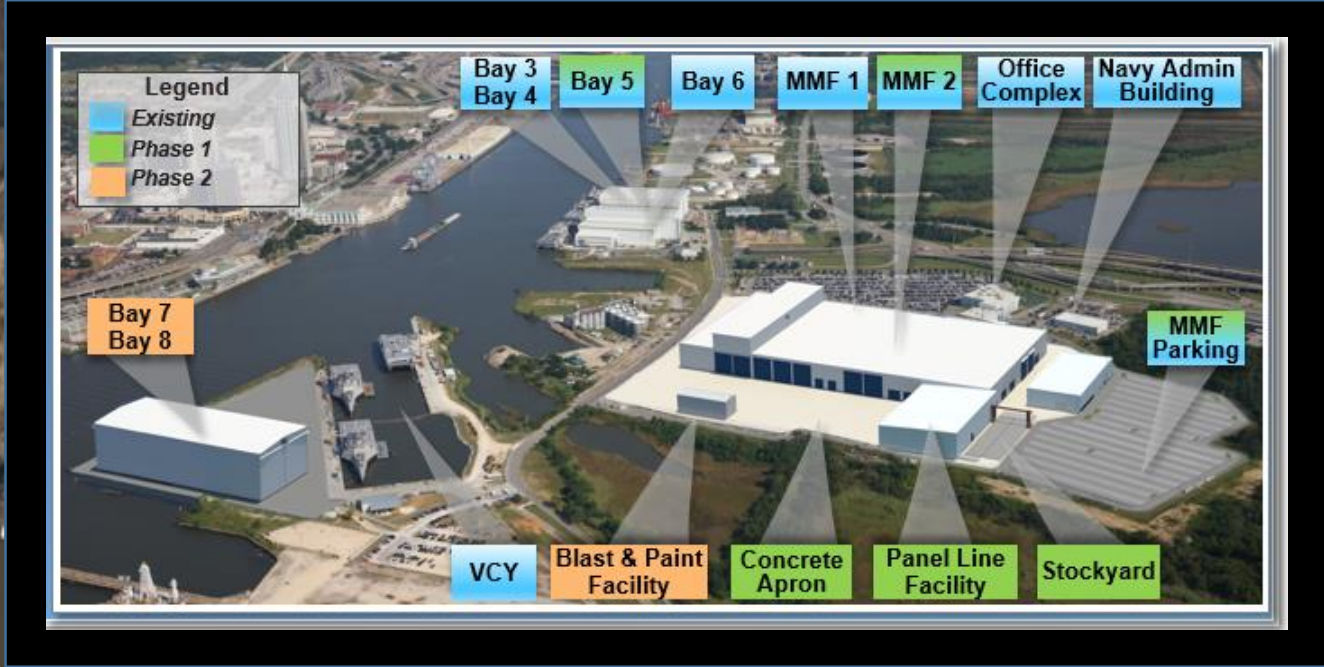 Legend
Existing
Phase 1
Phase 2
Bay 3
Bay 4
Bay 5
Bay 6
MMF 1
MMF 2
Office
Complex
Navy Admin
Building
Bay 7
Bay 8
MMF
Parking
VCY
Blast & Paint
Facility
Concrete
Apron
Panel Line
Facility
Stockyard